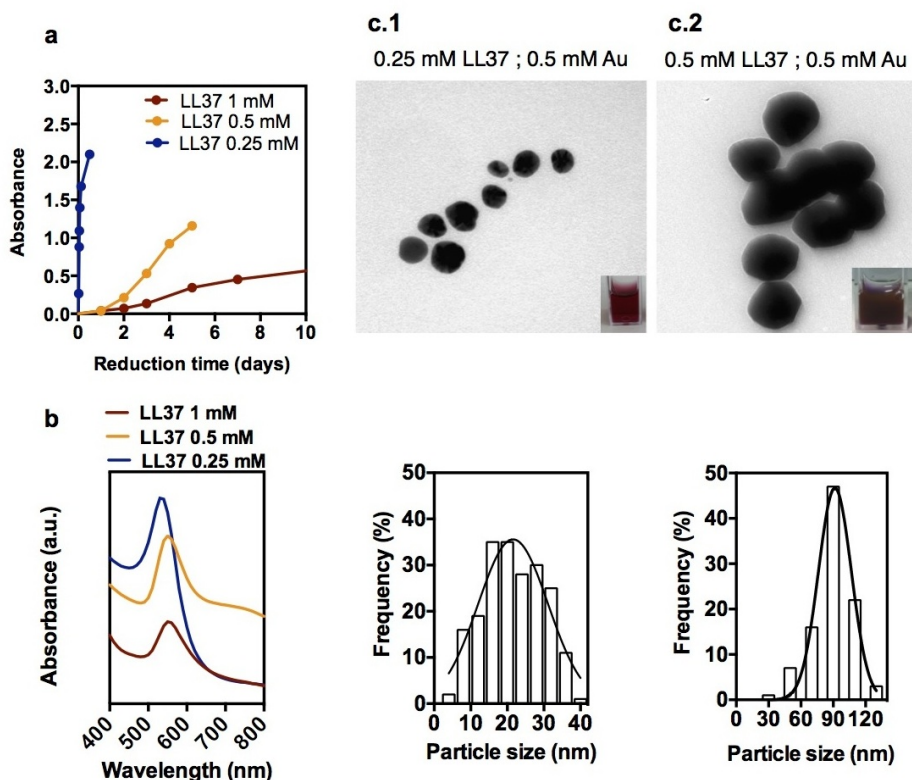 a
3.0
2.5
2.0
1.5
1.0
0.5
0.0
Absorbance
LL37 1 mM
LL37 0.5 mM
LL37 0.25 mM
0 2 4 6 8 10
Reduction time (days)
c.1
0.25 mM LL37 ; 0.5 mM Au
c.2
0.5 mM LL37 ; 0.5 mM Au
b
LL37 1 mM
LL37 0.5 mM
LL37 0.25 mM
Absorbance (a.u.)
400 500 600 700 800
Wavelength (nm)
50
40
30
20
10
0
Frequency (%)
0 10 20 30 40
Particle size (nm)
50
40
30
20
10
0
Frequency (%)
0 30 60 90 120
Particle size (nm)